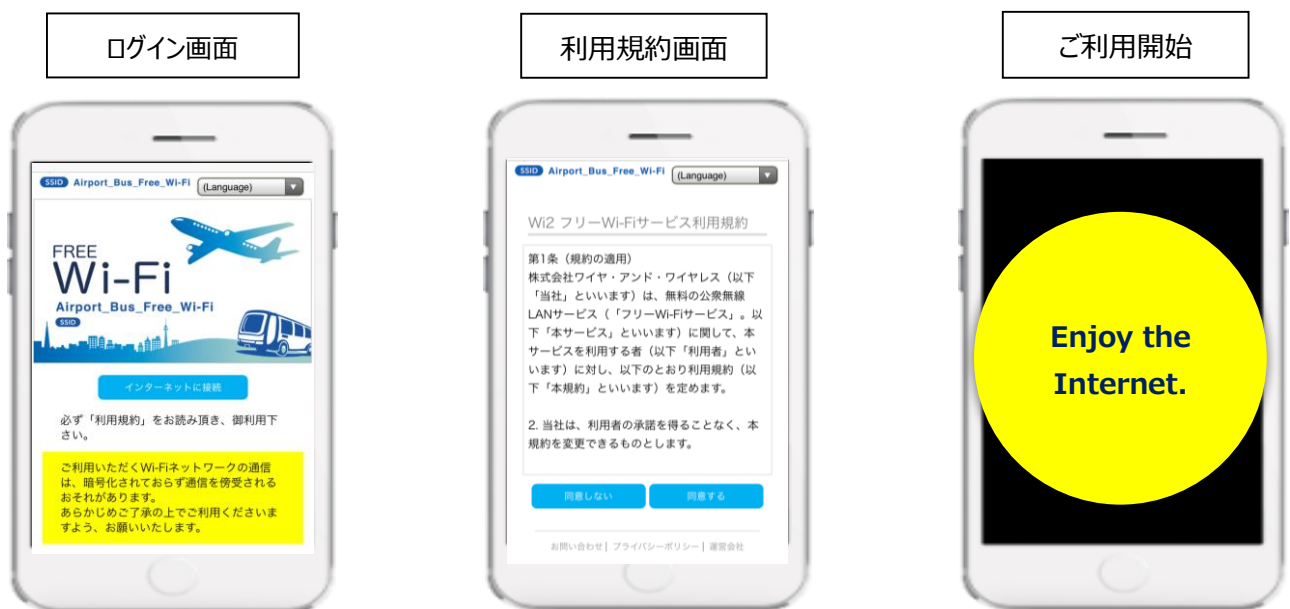 ログイン画面
SSID Airport_Bus_Free_Wi-Fi (Language)
FREE
Wi-Fi
Airport_Bus_Free_Wi-Fi
SSID
インターネットに接続
必ず「利用規約」をお読み頂き、御利用下
さい。
ご利用いただくWi-Fiネットワークの通信
は、暗号化されておらず通信を傍受される
おそれがあります。
あらかじめご了承の上でご利用くださいま
すよう、お願いいたします。
利用規約画面
SSID Airport_Bus_Free_Wi-Fi (Language)
Wi2 フリーWi-Fiサービス利用規約
第1条（規約の適用）
株式会社ワイヤ・アンド・ワイヤレス（以下
「当社」といいます）は、無料の公衆無線
LANサービス（「フリーWi-Fiサービス」。以
下「本サービス」といいます）に関して、本
サービスを利用する者（以下「利用者」とい
います）に対し、以下のとおり利用規約（以
下「本規約」といいます）を定めます。
2. 当社は、利用者の承諾を得ることなく、本
規約を変更できるものとします。
同意しない 同意する
お問い合わせ| プライバシーポリシー | 運営会社
ご利用開始
Enjoy the
Internet.